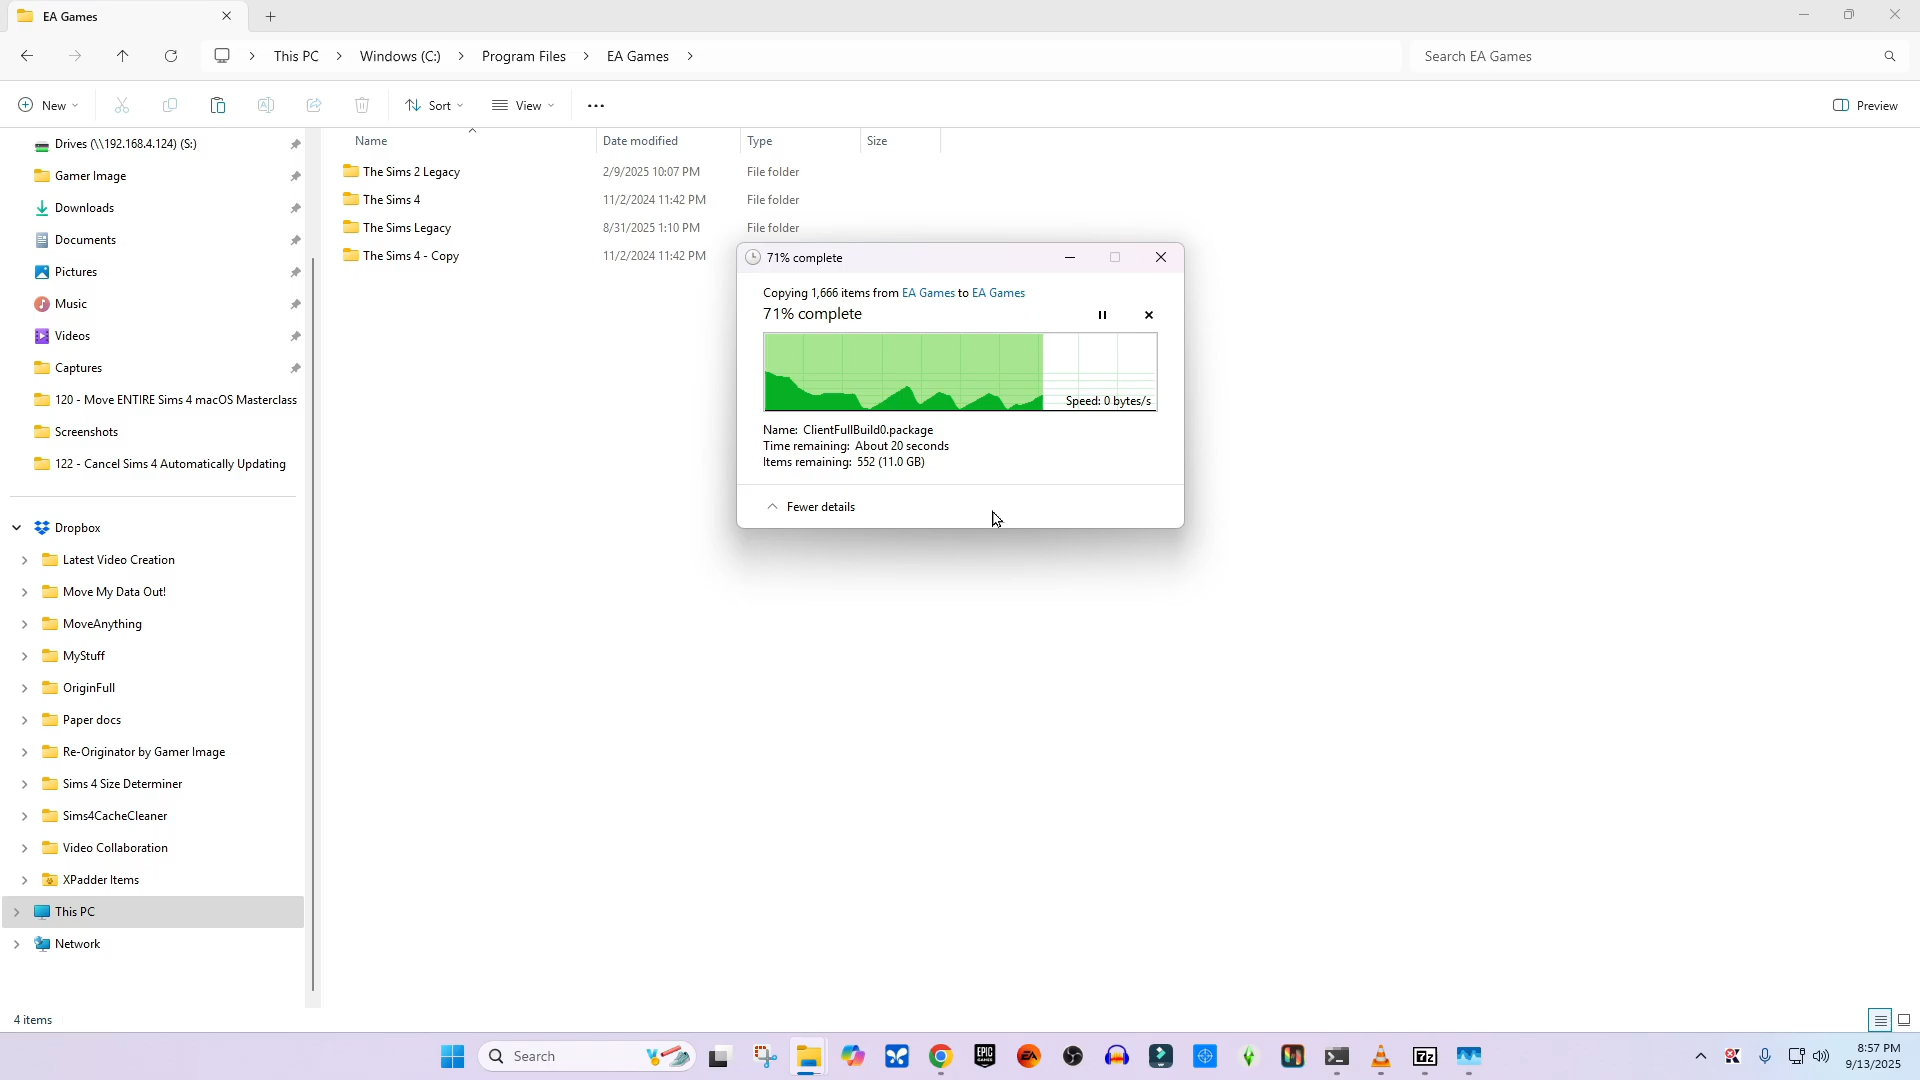 EA Games
This PC
Windows (C:)
Program Files
EA Games
Search EA Games
New
Sort
View
Preview
Drives (\\192.168.4.124) (S:)
Gamer Image
Downloads
Documents
Pictures
Music
Videos
Captures
120 - Move ENTIRE Sims 4 macOS Masterclass
Screenshots
122 - Cancel Sims 4 Automatically Updating
Dropbox
Latest Video Creation
Move My Data Out!
MoveAnything
MyStuff
OriginFull
Paper docs
Re-Originator by Gamer Image
Sims 4 Size Determiner
Sims4CacheCleaner
Video Collaboration
XPadder Items
This PC
Network
Name Date modified Type Size
The Sims 2 Legacy 2/9/2025 10:07 PM File folder
The Sims 4 11/2/2024 11:42 PM File folder
The Sims Legacy 8/31/2025 1:10 PM File folder
The Sims 4 - Copy 11/2/2024 11:42 PM
71% complete
Copying 1,666 items from EA Games to EA Games
71% complete
Speed: 0 bytes/s
Name: ClientFullBuild0.package
Time remaining: About 20 seconds
Items remaining: 552 (11.0 GB)
Fewer details
4 items
Search
EPIC
GAMES
EA
7z
8:57 PM
9/13/2025